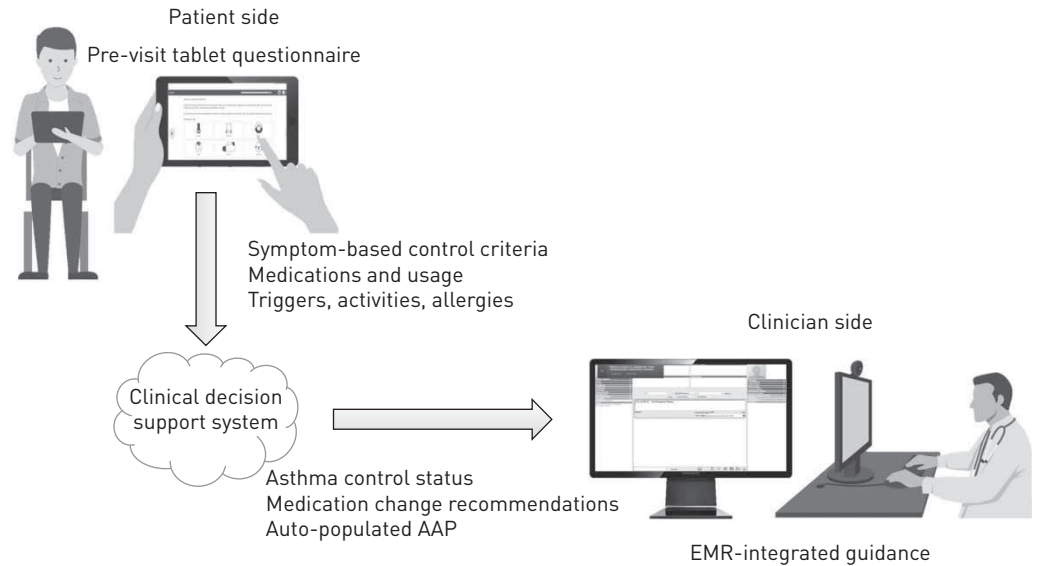 Patient side
Pre-visit tablet questionnaire
Symptom-based control criteria
Medications and usage
Triggers, activities, allergies
Clinician side
Clinical decision
support system
Asthma control status
Medication change recommendations
Auto-populated AAP
EMR-integrated guidance